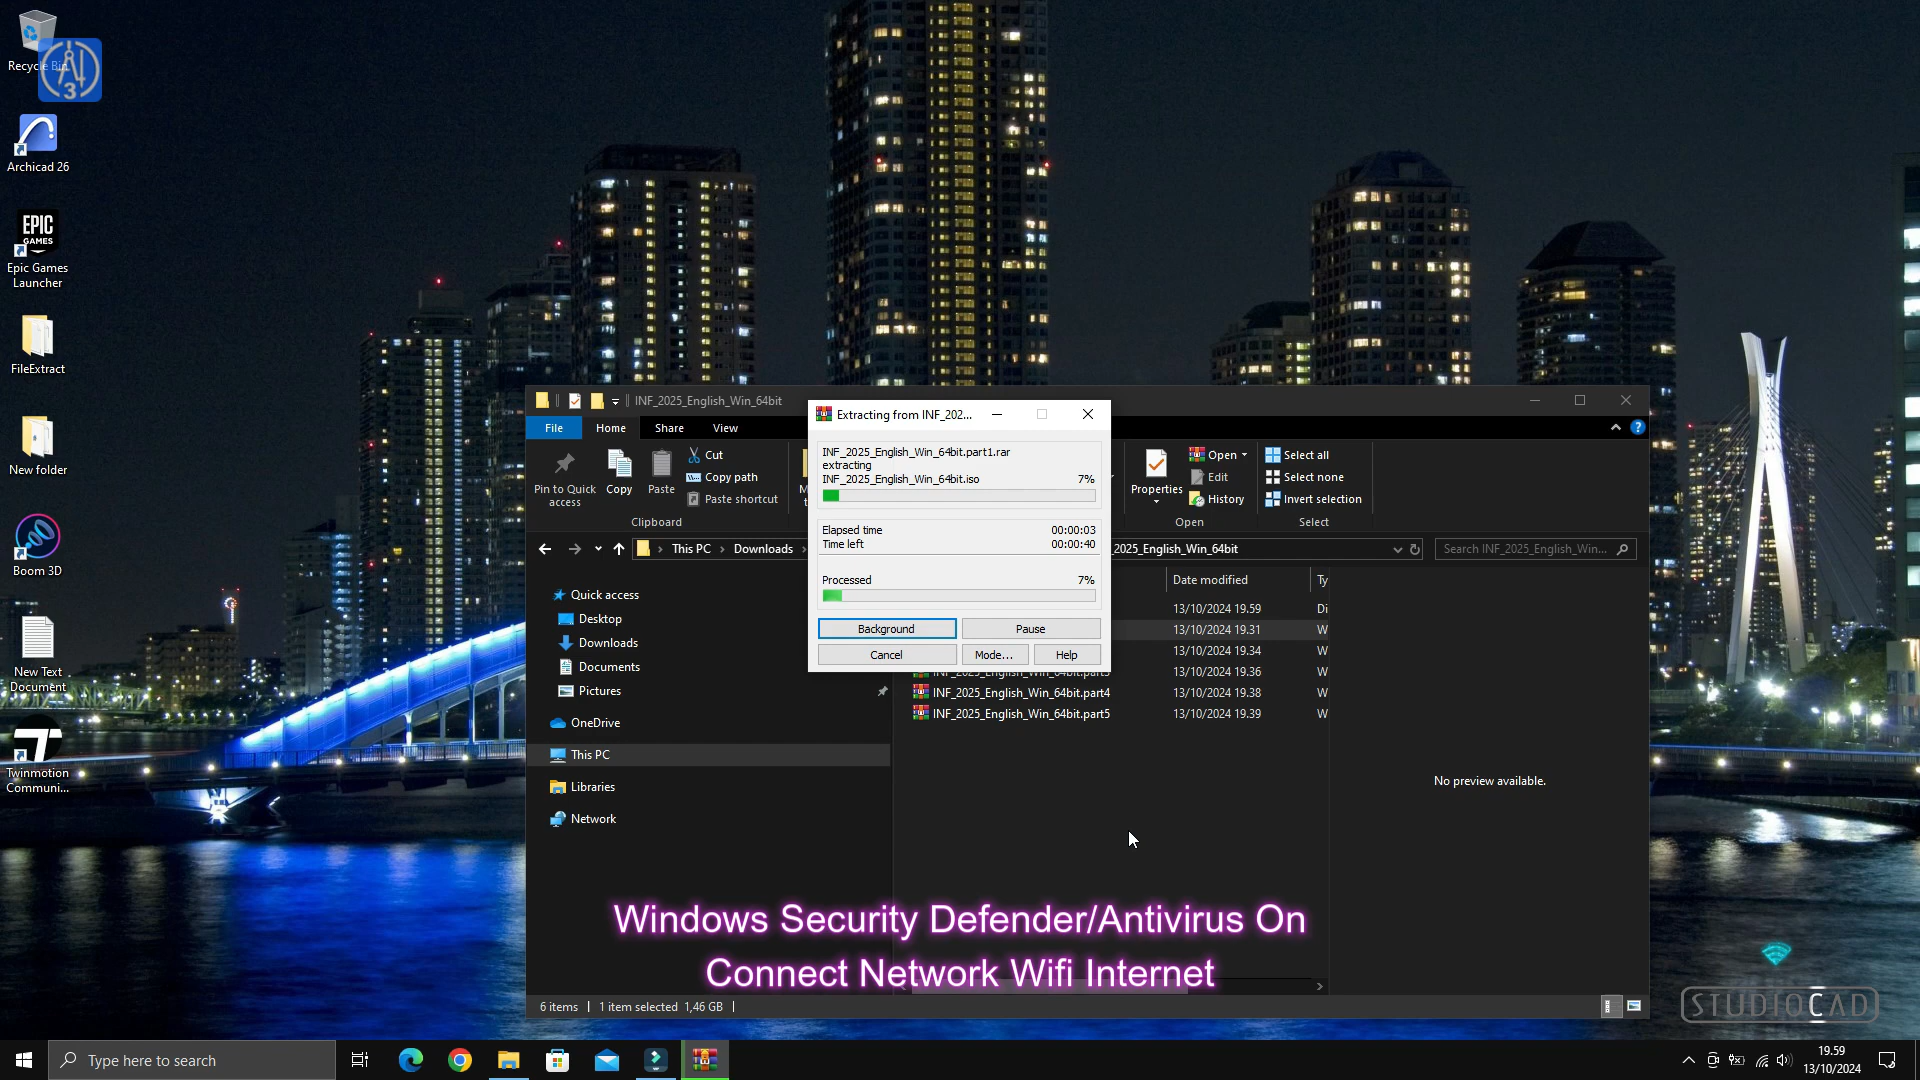 Recycle Bin
3
Archicad 26
EPIC
GAMES
Epic Games
Launcher
FileExtract
New folder
Boom 3D
New Text
Document
Twinmotion
Communi...
INF_2025_English_Win_64bit
File
Home
Share
View
Pin to Quick
access
Copy
Paste
Cut
Copy path
Paste shortcut
Clipboard
Properties
Open
Edit
History
Open
Select all
Select none
Invert selection
Select
This PC
Downloads
2025_English_Win_64bit
Search INF_2025_English_Win...
Extracting from INF_202...
INF_2025_English_Win_64bit.part1.rar
extracting
INF_2025_English_Win_64bit.iso 7%
Elapsed time 00:00:03
Time left 00:00:40
Processed 7%
Background
Pause
Cancel
Mode...
Help
Quick access
Desktop
Downloads
Documents
Pictures
OneDrive
This PC
Libraries
Network
Date modified
Ty
13/10/2024 19.59 Di
13/10/2024 19.31 W
13/10/2024 19.34 W
13/10/2024 19.36 W
INF_2025_English_Win_64bit.part4 13/10/2024 19.38 W
INF_2025_English_Win_64bit.part5 13/10/2024 19.39 W
No preview available.
Windows Security Defender/Antivirus On
Connect Network Wifi Internet
6 items 1 item selected 1,46 GB
STUDIOCAD
Type here to search
19.59
13/10/2024